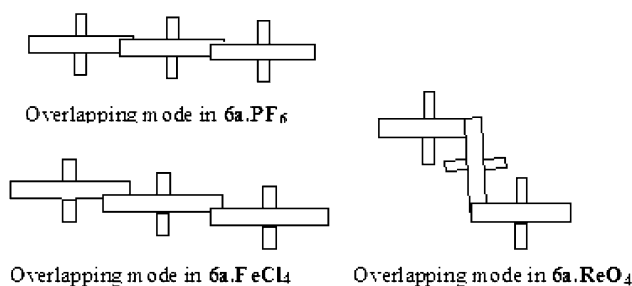 Overlapping mode in 6a.PF6
Overlapping mode in 6a.FeCl4
Overlapping mode in 6a.ReO4